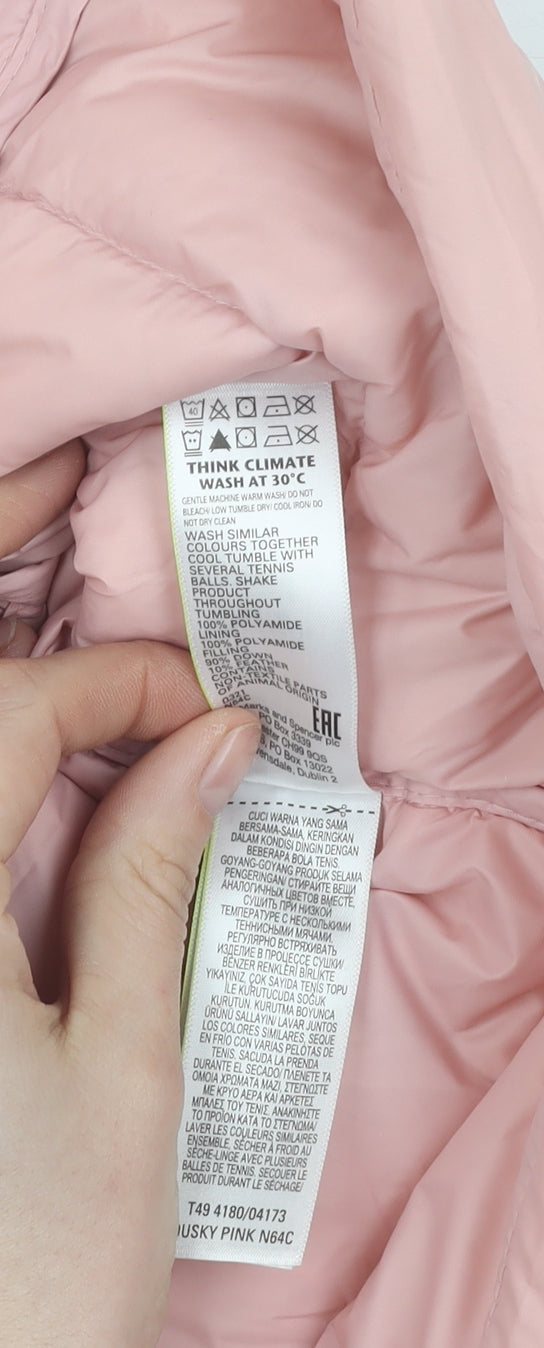 40
THINK CLIMATE
WASH AT 30°C
GENTLE MACHINE WARM WASH/ DO NOT
BLEACH/ LOW TUMBLE DRY/ COOL IRON/ DO
NOT DRY CLEAN
WASH SIMILAR
COLOURS TOGETHER
COOL TUMBLE WITH
SEVERAL TENNIS
BALLS. SHAKE
PRODUCT
THROUGHOUT
TUMBLING
100% POLYAMIDE
LINING
100% POLYAMIDE
FILLING
90% DOWN
10% FEATHER
CONTAINS
NON-TEXTILE PARTS
OF ANIMAL ORIGIN
0321
N64C
EAC
Marks and Spencer plc
PO Box 3339
CH99 9QS
PO Box 13022
Dublin 2
CUCI WARNA YANG SAMA
BERSAMA-SAMA. KERINGKAN
DALAM KONDISI DINGIN DENGAN
BEBERAPA BOLA TENIS.
GOYANG-GOYANG PRODUK SELAMA
PENGERINGAN/ СТИРАЙТЕ ВЕЩИ
АНАЛОГИЧНЫХ ЦВЕТОВ ВМЕСТЕ,
СУШИТЬ ПРИ НИЗКОЙ
ТЕМПЕРАТУРЕ С НЕСКОЛЬКИМИ
ТЕННИСНЫМИ МЯЧАМИ,
РЕГУЛЯРНО ВСТРЯХИВАТЬ
ИЗДЕЛИЕ В ПРОЦЕССЕ СУШКИ/
BENZER RENKLERİ BİRLİKTE
YIKAYINIZ. ÇOK SAYIDA TENİS TOPU
İLE KURUTUCUDA SOĞUK
KURUTUN. KURUTMA BOYUNCA
ÜRÜNÜ SALLAYIN/ LAVAR JUNTOS
LOS COLORES SIMILARES, SEQUE
EN FRÍO CON VARIAS PELOTAS DE
TENIS. SACUDA LA PRENDA
DURANTE EL SECADO/ ΠΛΕΝΕΤΕ ΤΑ
ΟΜΟΙΑ ΧΡΩΜΑΤΑ ΜΑΖΙ. ΣΤΕΓΝΩΣΤΕ
ΜΕ ΚΡΥΟ ΑΕΡΑ ΚΑΙ ΑΡΚΕΤΕΣ
ΜΠΑΛΕΣ ΤΟΥ ΤΕΝΙΣ. ΑΝΑΚΙΝΗΣΤΕ
ΤΟ ΠΡΟΪΟΝ ΚΑΤΑ ΤΟ ΣΤΕΓΝΩΜΑ/
LAVER LES COULEURS SIMILAIRES
ENSEMBLE, SÉCHER À FROID AU
SÈCHE-LINGE AVEC PLUSIEURS
BALLES DE TENNIS. SECOUER LE
PRODUIT DURANT LE SÉCHAGE/
T49 4180/04173
DUSKY PINK N64C